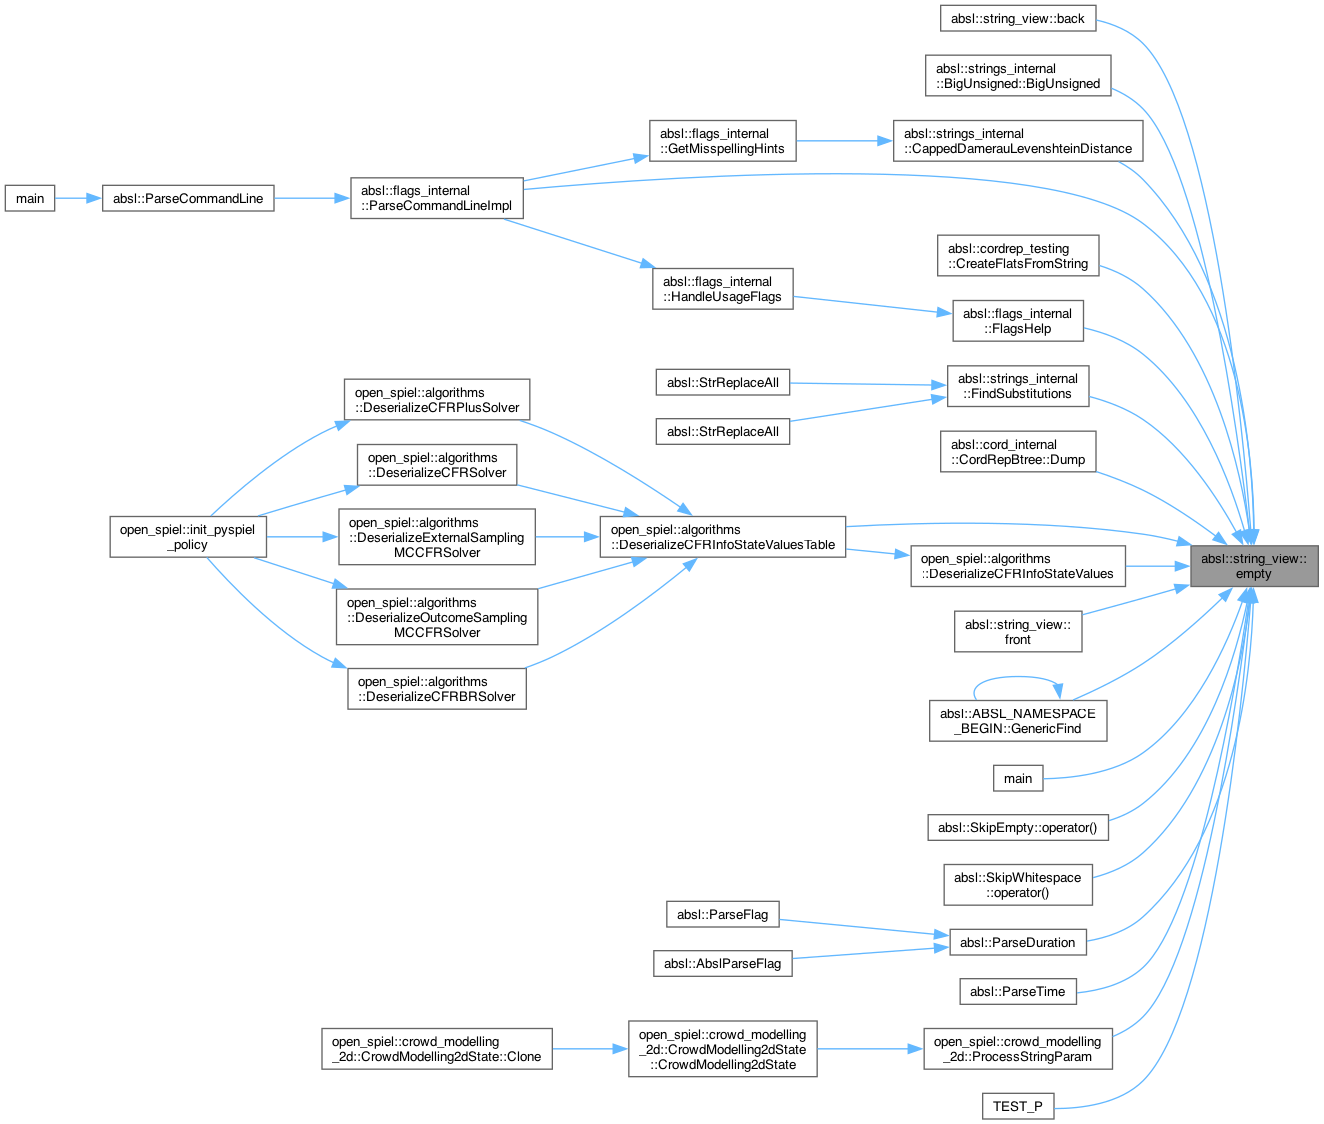 absl::string_view::back
absl::strings_internal
::BigUnsigned::BigUnsigned
absl::flags_internal
::GetMisspellingHints
absl::strings_internal
::CappedDamerauLevenshteinDistance
main
absl::ParseCommandLine
absl::flags_internal
::ParseCommandLineImpl
absl::cordrep_testing
::CreateFlatsFromString
absl::flags_internal
::HandleUsageFlags
absl::flags_internal
::FlagsHelp
absl::StrReplaceAll
absl::strings_internal
::FindSubstitutions
absl::StrReplaceAll
open_spiel::algorithms
::DeserializeCFRPlusSolver
absl::cord_internal
::CordRepBtree::Dump
open_spiel::algorithms
::DeserializeCFRSolver
open_spiel::init_pyspiel
_policy
open_spiel::algorithms
::DeserializeExternalSampling
MCCFRSolver
open_spiel::algorithms
::DeserializeCFRInfoStateValuesTable
open_spiel::algorithms
::DeserializeCFRInfoStateValues
absl::string_view::
empty
open_spiel::algorithms
::DeserializeOutcomeSampling
MCCFRSolver
absl::string_view::
front
open_spiel::algorithms
::DeserializeCFRBRSolver
absl::ABSL_NAMESPACE
_BEGIN::GenericFind
main
absl::SkipEmpty::operator()
absl::SkipWhitespace
::operator()
absl::ParseFlag
absl::ParseDuration
absl::AbslParseFlag
absl::ParseTime
open_spiel::crowd_modelling
_2d::CrowdModelling2dState::Clone
open_spiel::crowd_modelling
_2d::CrowdModelling2dState
::CrowdModelling2dState
open_spiel::crowd_modelling
_2d::ProcessStringParam
TEST_P